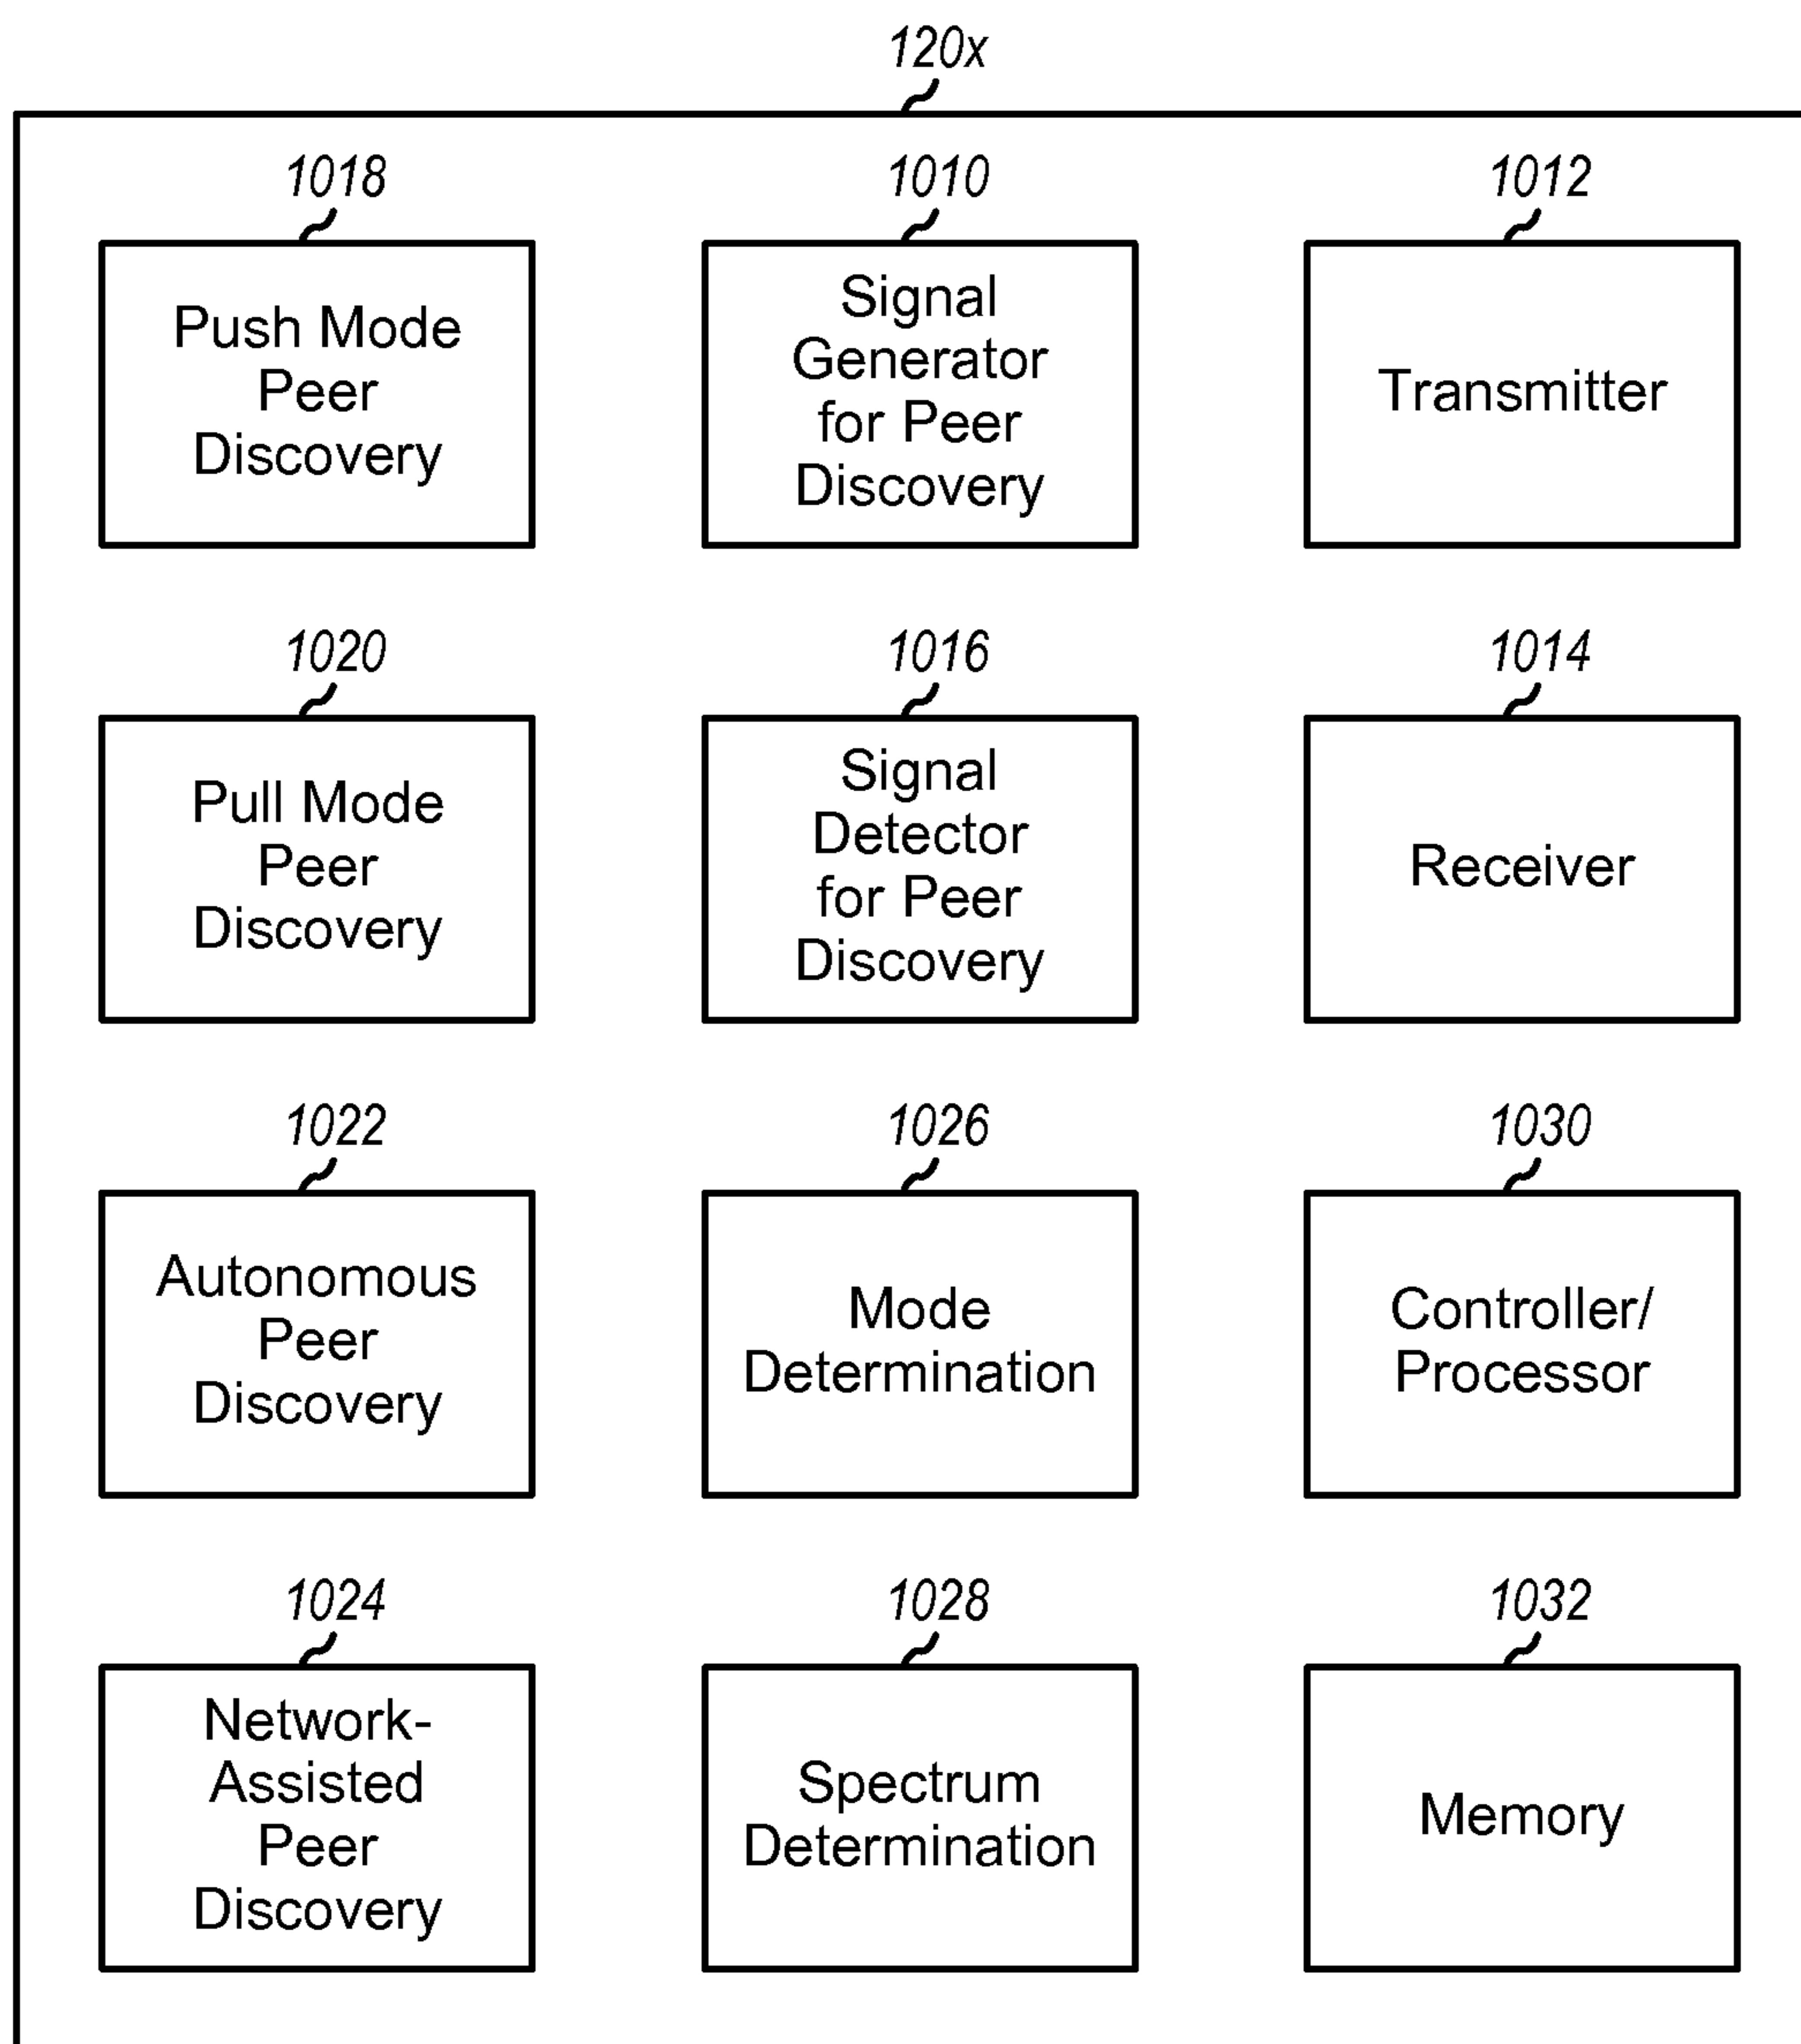 120x
1018
Push Mode
Peer
Discovery
1010
Signal
Generator
for Peer
Discovery
1012
Transmitter
1020
Pull Mode
Peer
Discovery
1016
Signal
Detector
for Peer
Discovery
1014
Receiver
1022
Autonomous
Peer
Discovery
1026
Mode
Determination
1030
Controller/
Processor
1024
Network-
Assisted
Peer
Discovery
1028
Spectrum
Determination
1032
Memory